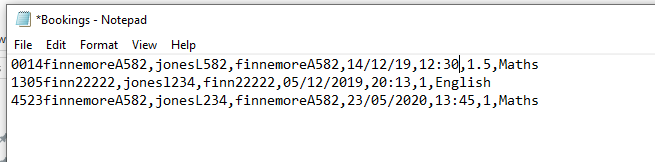 *Bookings - Notepad
File Edit Format View Help
0014finnemoreA582,jonesL582,finnemoreA582,14/12/19,12:30,1.5,Maths
1305finn22222,jonesl234,finn22222,05/12/2019,20:13,1,English
4523finnemoreA582,jonesL234,finnemoreA582,23/05/2020,13:45,1,Maths